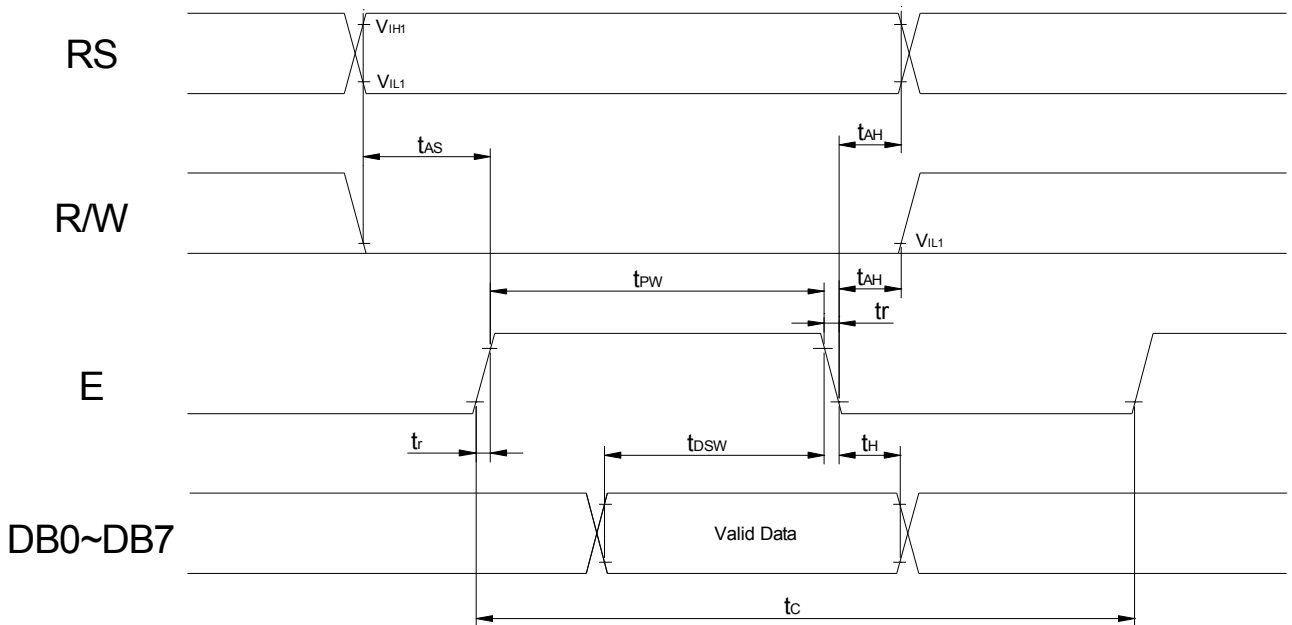 RS
VIH1
VIL1
tAS
tAH
R/W
VIL1
tPW
tAH
tr
E
tr
tDSW
tH
DB0~DB7
Valid Data
tC